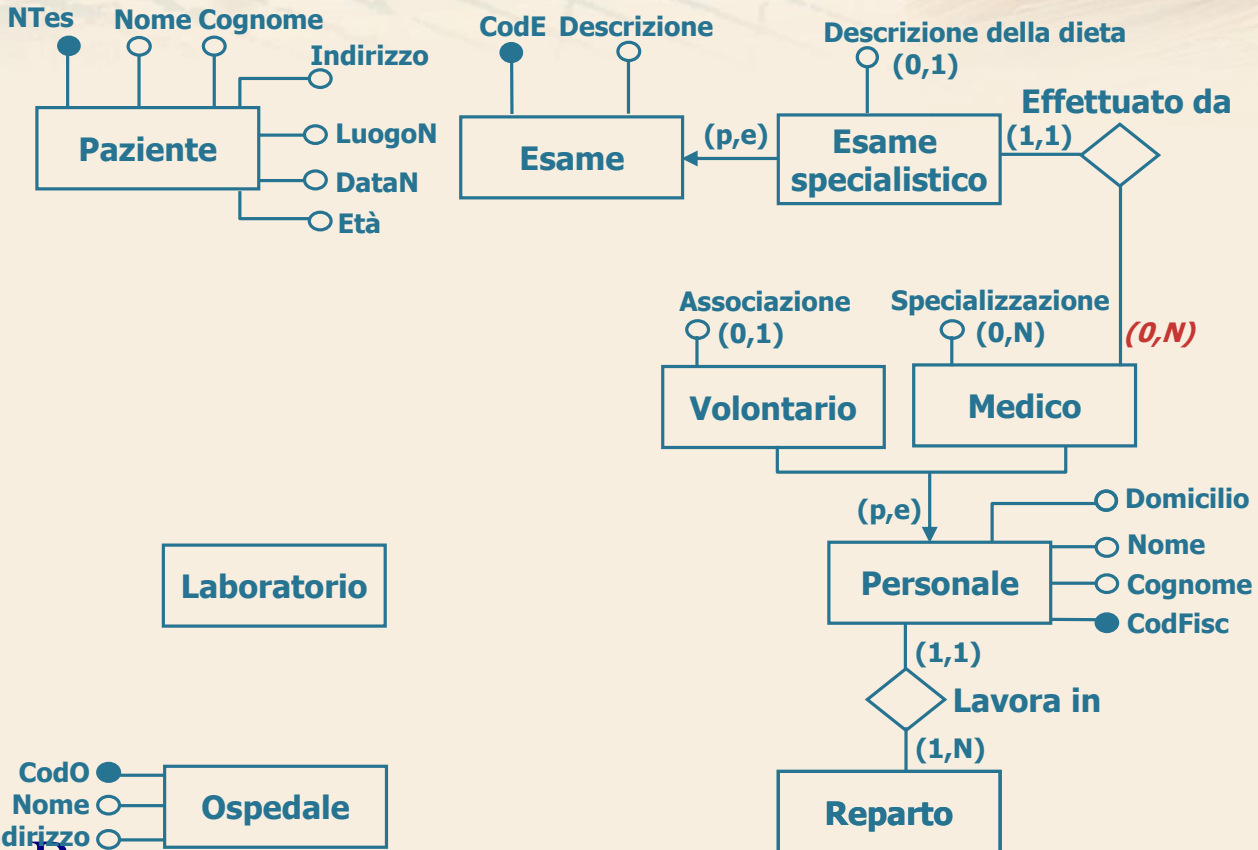 NTes
Nome Cognome
Indirizzo
Paziente
LuogoN
DataN
Età
CodE Descrizione
Esame
(p,e)
Descrizione della dieta
(0,1)
Esame
specialistico
Effettuato da
(1,1)
(0,N)
Associazione
(0,1)
Volontario
Specializzazione
(0,N)
Medico
(p,e)
Domicilio
Nome
Cognome
CodFisc
Personale
(1,1)
Lavora in
(1,N)
Reparto
Laboratorio
CodO
Nome
dirizzo
Ospedale